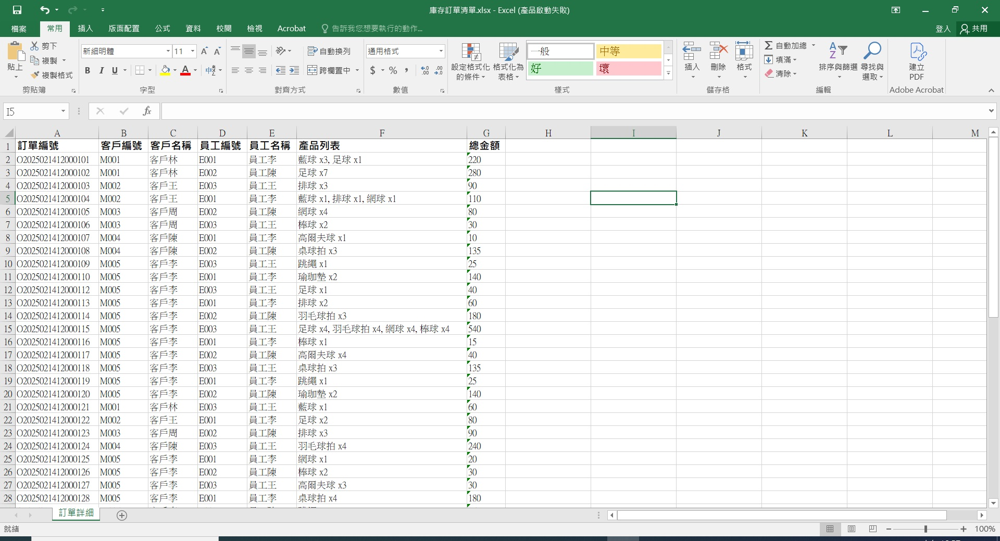 庫存訂單清單.xlsx - Excel (產品啟動失敗)
檔案 常用 插入 版面配置 公式 資料 校閱 檢視 Acrobat 告訴我您想要執行的動作... 登入 共用
貼上 剪下 複製 複製格式 剪貼簿
新細明體 11 B I U A 字型
自動換列 跨欄置中 對齊方式
通用格式 $ % , 數值
設定格式化的條件 格式化為表格 一般 中等 好 壞 樣式
插入 刪除 格式 儲存格
自動加總 填滿 清除 排序與篩選 尋找與選取 編輯
建立 PDF Adobe Acrobat
I5 fx
A B C D E F G H I J K L M
1 訂單編號 客戶編號 客戶名稱 員工編號 員工名稱 產品列表 總金額
2 O2025021412000101 M001 客戶林 E001 員工李 藍球 x3, 足球 x1 220
3 O2025021412000102 M001 客戶林 E002 員工陳 足球 x7 280
4 O2025021412000103 M002 客戶王 E003 員工王 排球 x3 90
5 O2025021412000104 M002 客戶王 E001 員工李 藍球 x1, 排球 x1, 網球 x1 110
6 O2025021412000105 M003 客戶周 E002 員工陳 網球 x4 80
7 O2025021412000106 M003 客戶周 E003 員工王 棒球 x2 30
8 O2025021412000107 M004 客戶陳 E001 員工李 高爾夫球 x1 10
9 O2025021412000108 M004 客戶陳 E002 員工陳 桌球拍 x3 135
10 O2025021412000109 M005 客戶李 E003 員工王 跳繩 x1 25
11 O2025021412000110 M005 客戶李 E001 員工李 瑜珈墊 x2 140
12 O2025021412000112 M005 客戶李 E003 員工王 足球 x1 40
13 O2025021412000113 M005 客戶李 E001 員工李 排球 x2 60
14 O2025021412000114 M005 客戶李 E002 員工陳 羽毛球拍 x3 180
15 O2025021412000115 M005 客戶李 E003 員工王 足球 x4, 羽毛球拍 x4, 網球 x4, 棒球 x4 540
16 O2025021412000116 M005 客戶李 E001 員工李 棒球 x1 15
17 O2025021412000117 M005 客戶李 E002 員工陳 高爾夫球 x4 40
18 O2025021412000118 M005 客戶李 E003 員工王 桌球拍 x3 135
19 O2025021412000119 M005 客戶李 E001 員工李 跳繩 x1 25
20 O2025021412000120 M005 客戶李 E002 員工陳 瑜珈墊 x2 140
21 O2025021412000121 M001 客戶林 E003 員工王 藍球 x1 60
22 O2025021412000122 M002 客戶王 E001 員工李 足球 x2 80
23 O2025021412000123 M003 客戶周 E002 員工陳 排球 x3 90
24 O2025021412000124 M004 客戶陳 E003 員工王 羽毛球拍 x4 240
25 O2025021412000125 M005 客戶李 E001 員工李 網球 x1 20
26 O2025021412000126 M005 客戶李 E002 員工陳 棒球 x2 30
27 O2025021412000127 M005 客戶李 E003 員工王 高爾夫球 x3 30
28 O2025021412000128 M005 客戶李 E001 員工李 桌球拍 x4 180
訂單詳細
就緒 100%